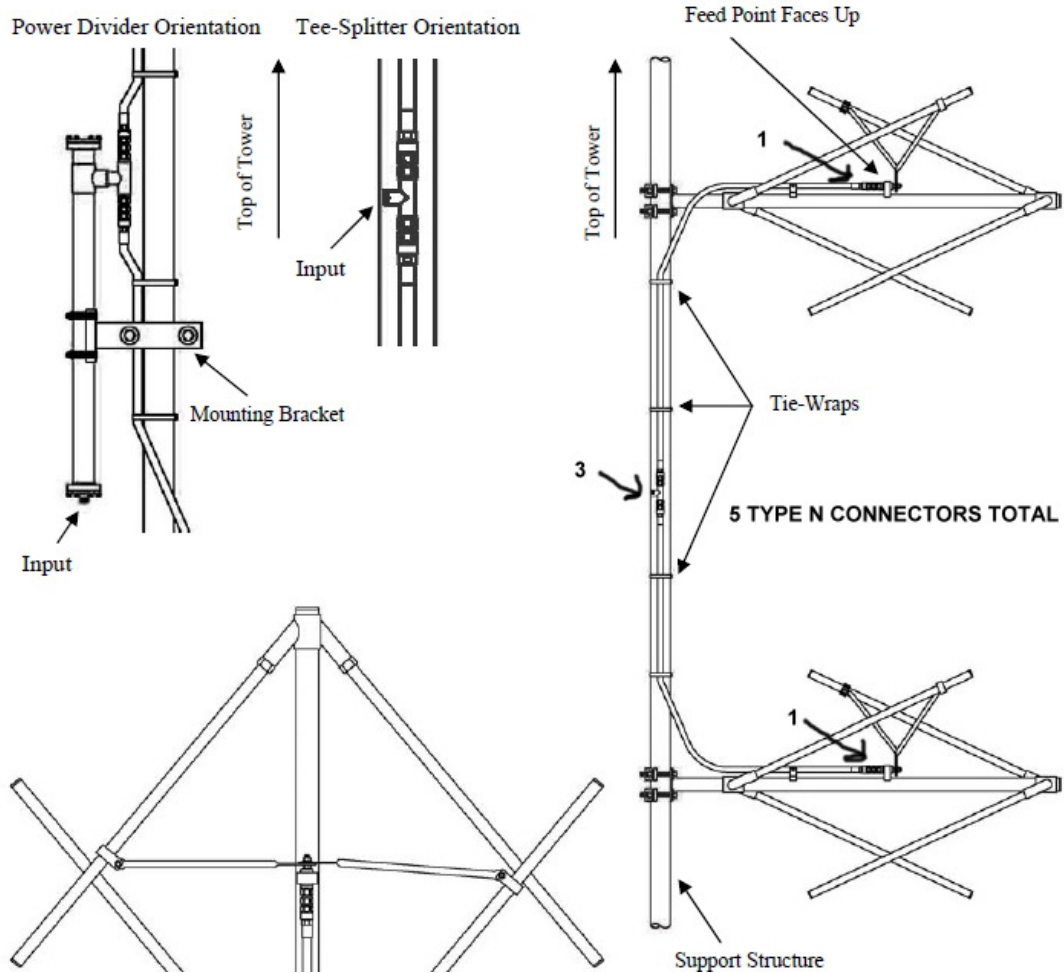 Power Divider Orientation
Tee-Splitter Orientation
Feed Point Faces Up
Top of Tower
Top of Tower
1
Input
Mounting Bracket
Tie-Wraps
3
5 TYPE N CONNECTORS TOTAL
Input
1
Support Structure